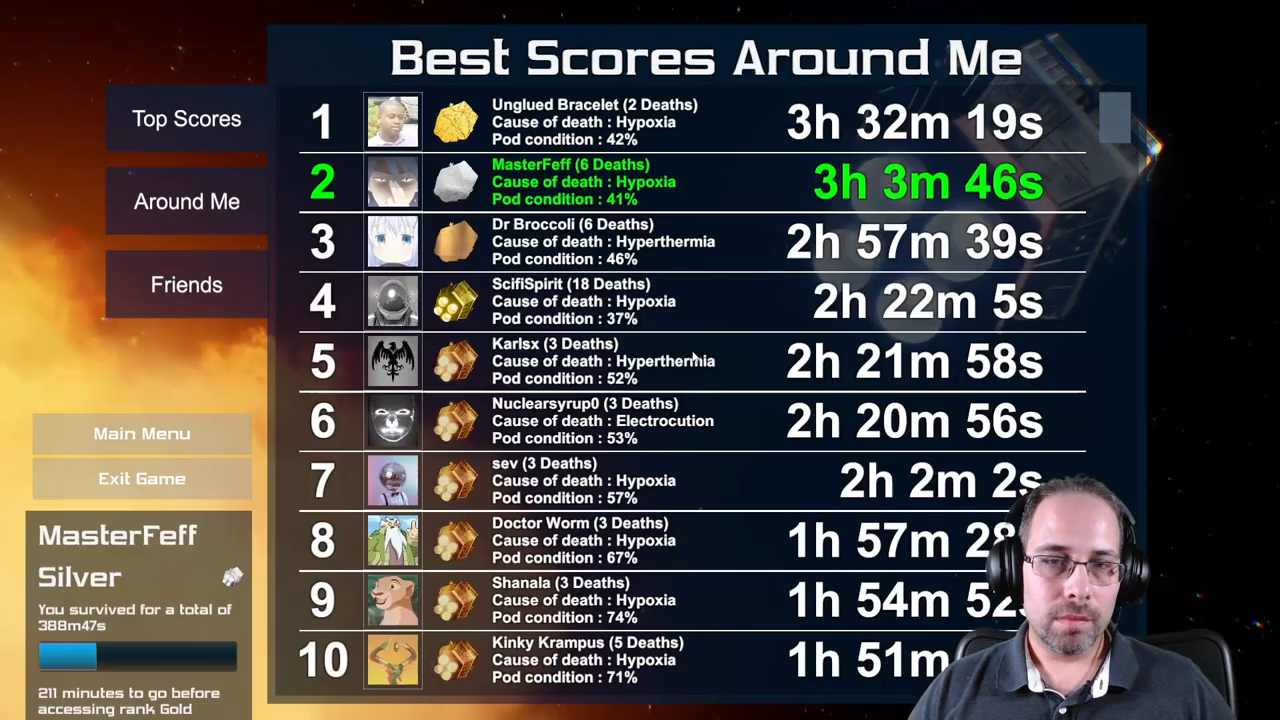 Best Scores Around Me
Top Scores
Around Me
Friends
1
Unglued Bracelet (2 Deaths)
Cause of death : Hypoxia
Pod condition : 42%
3h 32m 19s
2
MasterFeff (6 Deaths)
Cause of death : Hypoxia
Pod condition : 41%
3h 3m 46s
3
Dr Broccoli (6 Deaths)
Cause of death : Hyperthermia
Pod condition : 46%
2h 57m 39s
4
ScifiSpirit (18 Deaths)
Cause of death : Hypoxia
Pod condition : 37%
2h 22m 5s
5
Karlsx (3 Deaths)
Cause of death : Hyperthermia
Pod condition : 52%
2h 21m 58s
6
Nuclearsyrup0 (3 Deaths)
Cause of death : Electrocution
Pod condition : 53%
2h 20m 56s
7
sev (3 Deaths)
Cause of death : Hypoxia
Pod condition : 57%
2h 2m 2s
8
Doctor Worm (3 Deaths)
Cause of death : Hypoxia
Pod condition : 67%
1h 57m
9
Shanala (3 Deaths)
Cause of death : Hypoxia
Pod condition : 74%
1h 54m
10
Kinky Krampus (5 Deaths)
Cause of death : Hypoxia
Pod condition : 71%
1h 51m
Main Menu
Exit Game
MasterFeff
Silver
You survived for a total of
388m47s
211 minutes to go before
accessing rank Gold